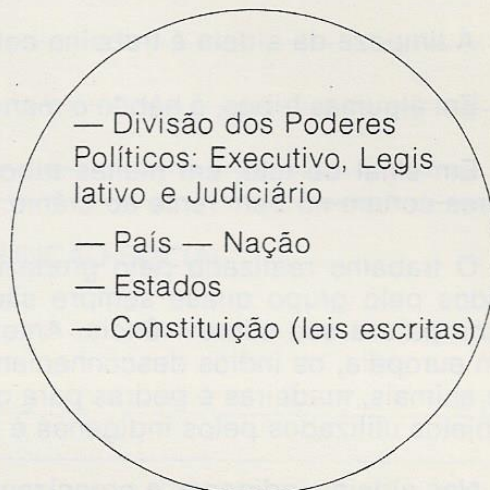 — Divisão dos Poderes
Políticos: Executivo, Legis
lativo e Judiciário
— País — Nação
— Estados
— Constituição (leis escritas)